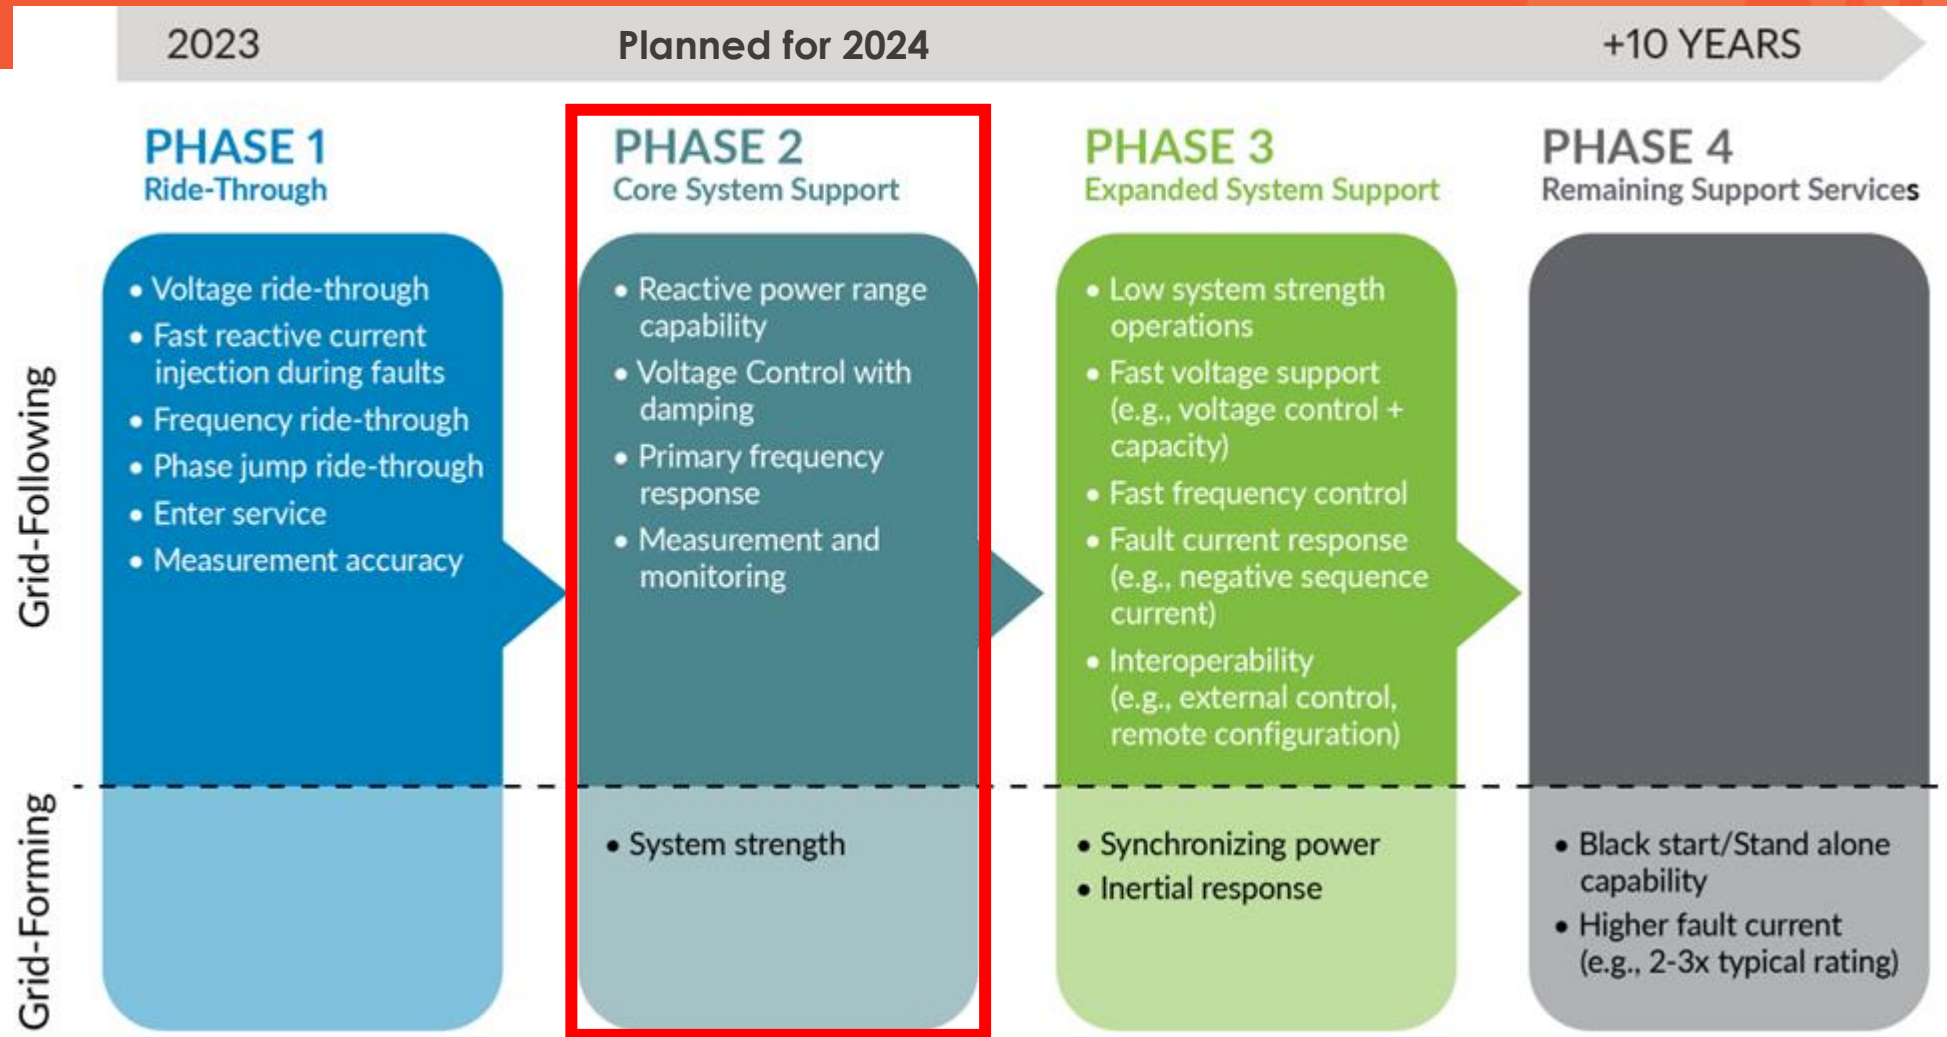 2023
Planned for 2024
+10 YEARS
PHASE 1
Ride-Through
• Voltage ride-through
• Fast reactive current
injection during faults
• Frequency ride-through
• Phase jump ride-through
• Enter service
• Measurement accuracy
PHASE 2
Core System Support
• Reactive power range
capability
• Voltage Control with
damping
• Primary frequency
response
• Measurement and
monitoring
• System strength
PHASE 3
Expanded System Support
• Low system strength
operations
• Fast voltage support
(e.g., voltage control +
capacity)
• Fast frequency control
• Fault current response
(e.g., negative sequence
current)
• Interoperability
(e.g., external control,
remote configuration)
• Synchronizing power
• Inertial response
PHASE 4
Remaining Support Services
• Black start/Stand alone
capability
• Higher fault current
(e.g., 2-3x typical rating)
Grid-Following
Grid-Forming